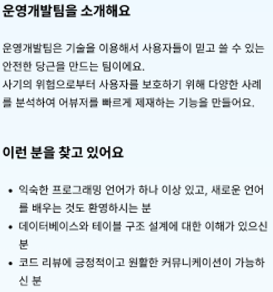 운영개발팀을 소개해요
운영개발팀은 기술을 이용해서 사용자들이 믿고 쓸 수 있는
안전한 당근을 만드는 팀이에요.
사기의 위험으로부터 사용자를 보호하기 위해 다양한 사례
를 분석하여 어뷰저를 빠르게 제재하는 기능을 만들어요.
이런 분을 찾고 있어요
• 익숙한 프로그래밍 언어가 하나 이상 있고, 새로운 언어
를 배우는 것도 환영하시는 분
• 데이터베이스와 테이블 구조 설계에 대한 이해가 있으신
분
• 코드 리뷰에 긍정적이고 원활한 커뮤니케이션이 가능하
신 분